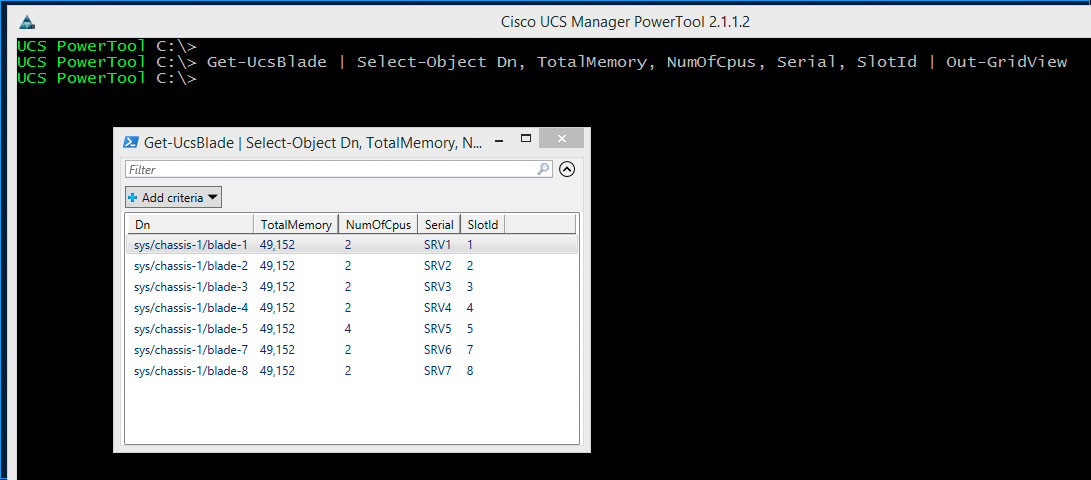 Cisco UCS Manager PowerTool 2.1.1.2
UCS PowerTool C:\>
UCS PowerTool C:\> Get-UcsBlade | Select-Object Dn, TotalMemory, NumOfCpus, Serial, SlotId | Out-GridView
UCS PowerTool C:\>
Get-UcsBlade | Select-Object Dn, TotalMemory, N...
Filter
Add criteria
Dn TotalMemory NumOfCpus Serial SlotId
sys/chassis-1/blade-1 49,152 2 SRV1 1
sys/chassis-1/blade-2 49,152 2 SRV2 2
sys/chassis-1/blade-3 49,152 2 SRV3 3
sys/chassis-1/blade-4 49,152 2 SRV4 4
sys/chassis-1/blade-5 49,152 4 SRV5 5
sys/chassis-1/blade-7 49,152 2 SRV6 7
sys/chassis-1/blade-8 49,152 2 SRV7 8